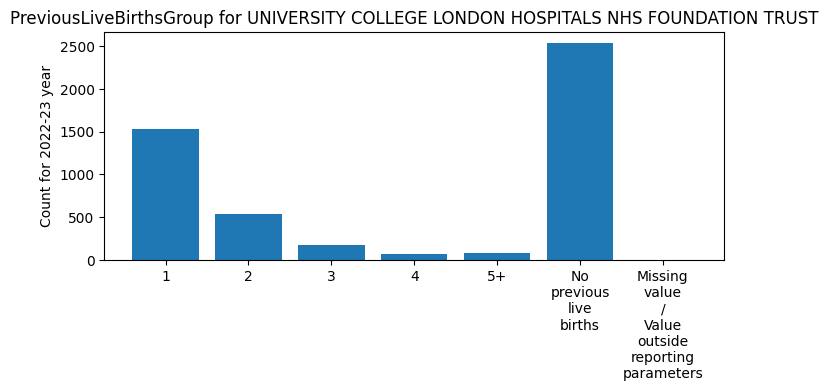 PreviousLiveBirthsGroup for UNIVERSITY COLLEGE LONDON HOSPITALS NHS FOUNDATION TRUST
Count for 2022-23 year
2500
2000
1500
1000
500
0
1
2
3
4
5+
No
previous
live
births
Missing
value
/
Value
outside
reporting
parameters